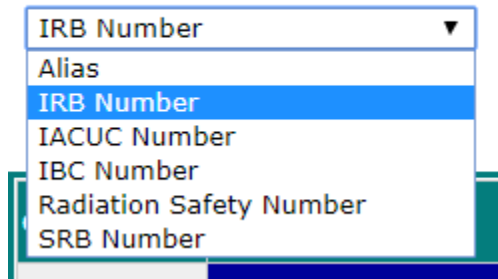 IRB Number ▼
Alias
IRB Number
IACUC Number
IBC Number
Radiation Safety Number
SRB Number